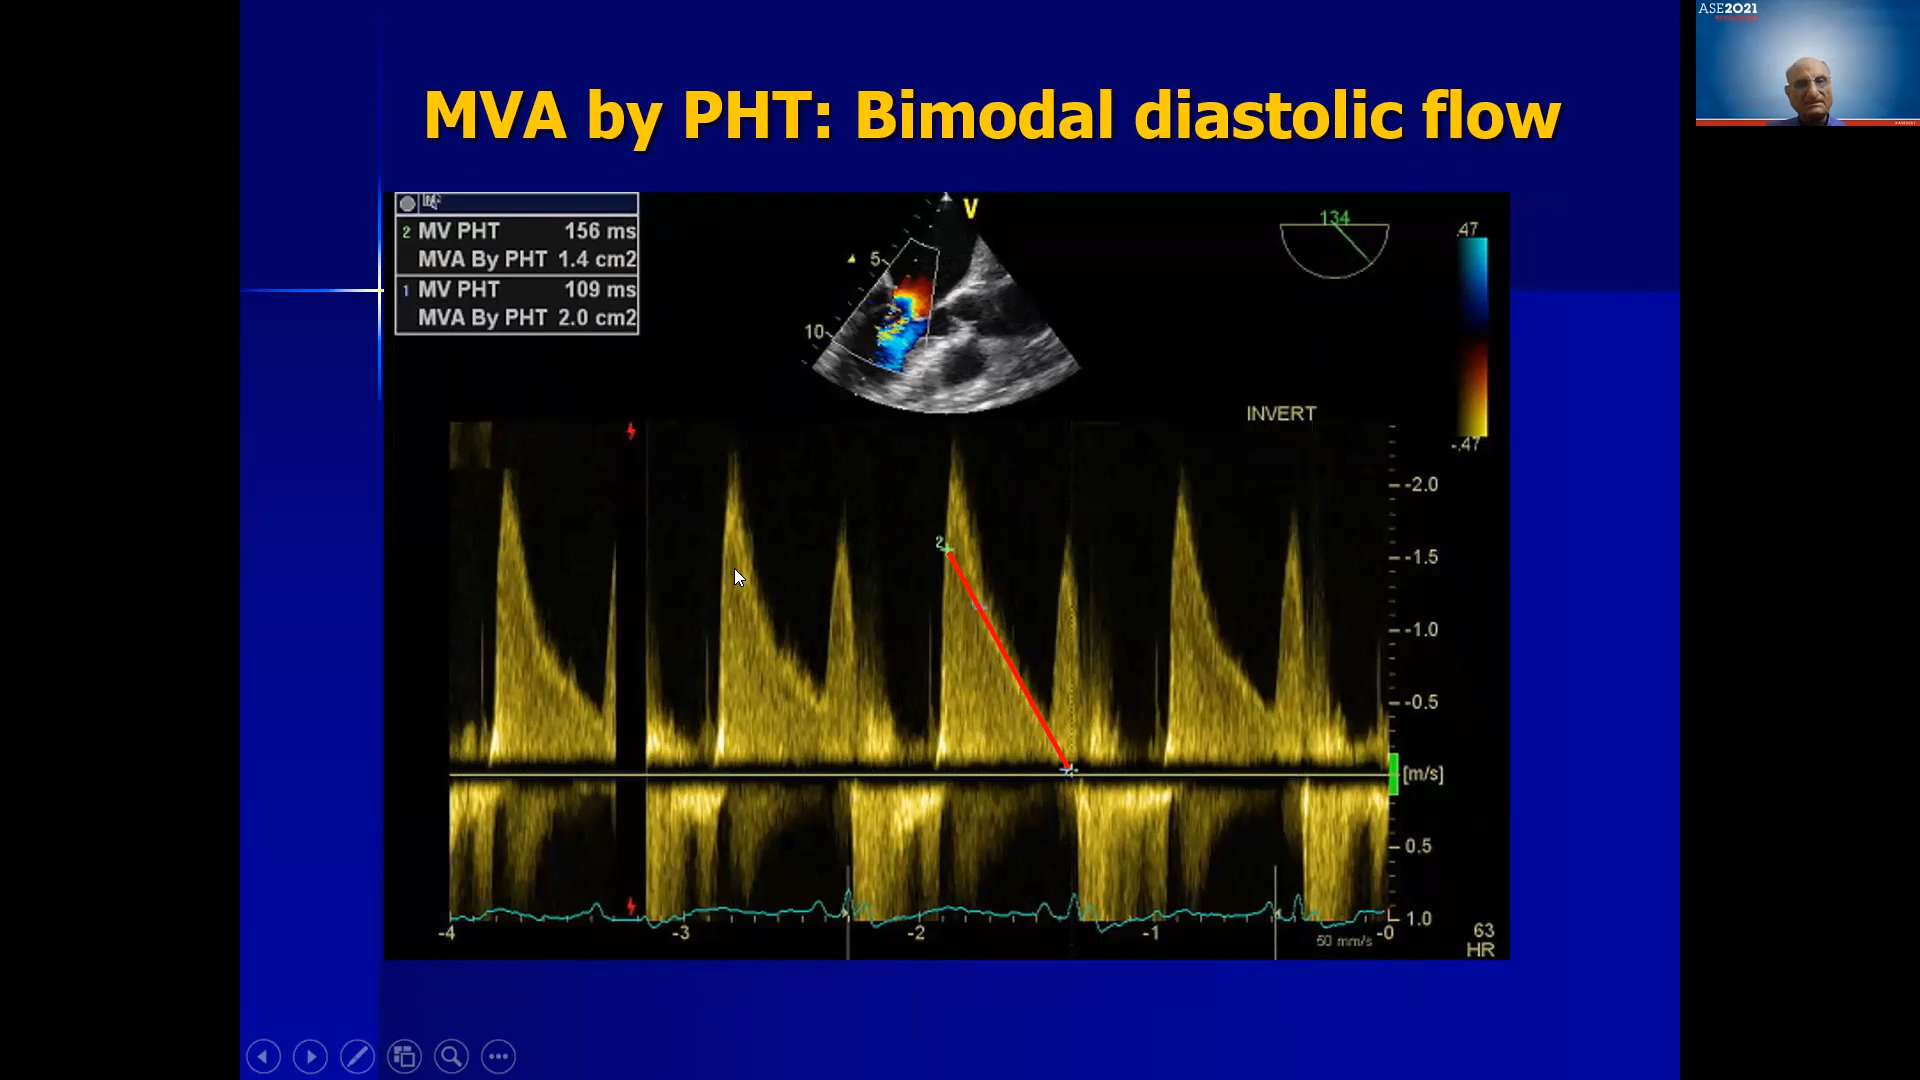 ASE2021
MVA by PHT: Bimodal diastolic flow
2 MV PHT 156 ms
MVA By PHT 1.4 cm2
1 MV PHT 109 ms
MVA By PHT 2.0 cm2
V
5
10
134
.47
-.47
INVERT
2
-2.0
-1.5
-1.0
-0.5
[m/s]
0.5
1.0
-4
-3
-2
-1
-0
50 mm/s
63
HR